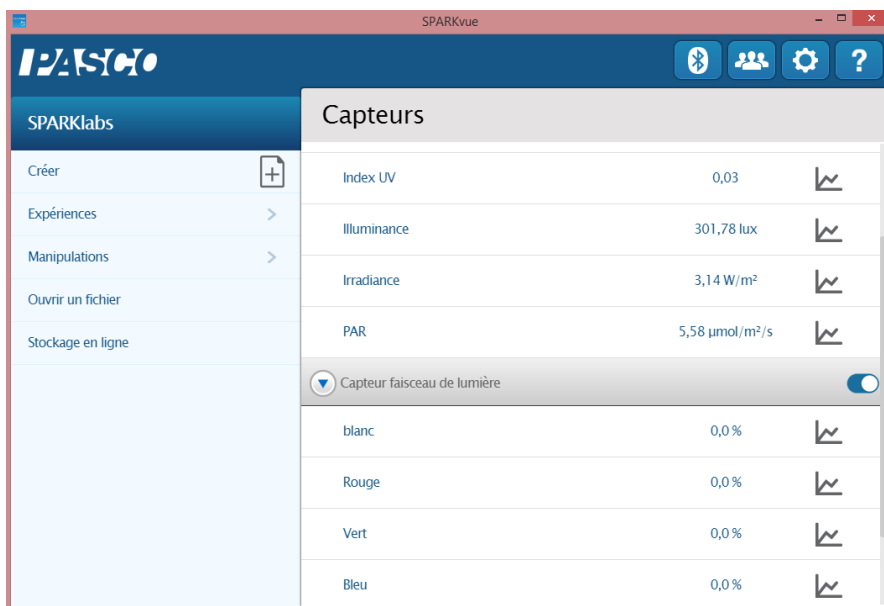 SPARKvue
PASCO
SPARKlabs
Créer
Expériences
Manipulations
Ouvrir un fichier
Stockage en ligne
Capteurs
Index UV 0,03
Illuminance 301,78 lux
Irradiance 3,14 W/m²
PAR 5,58 µmol/m²/s
Capteur faisceau de lumière
blanc 0,0 %
Rouge 0,0 %
Vert 0,0 %
Bleu 0,0 %